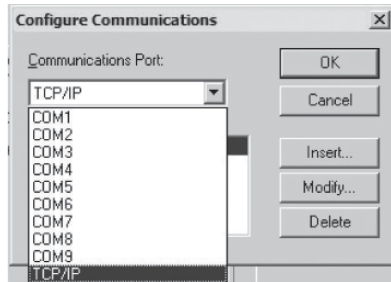 Configure Communications
Communications Port:
OK
TCP/IP
Cancel
COM1
COM2
COM3
Insert...
COM4
COM5
Modify...
COM6
COM7
Delete
COM8
COM9
TCP/IP